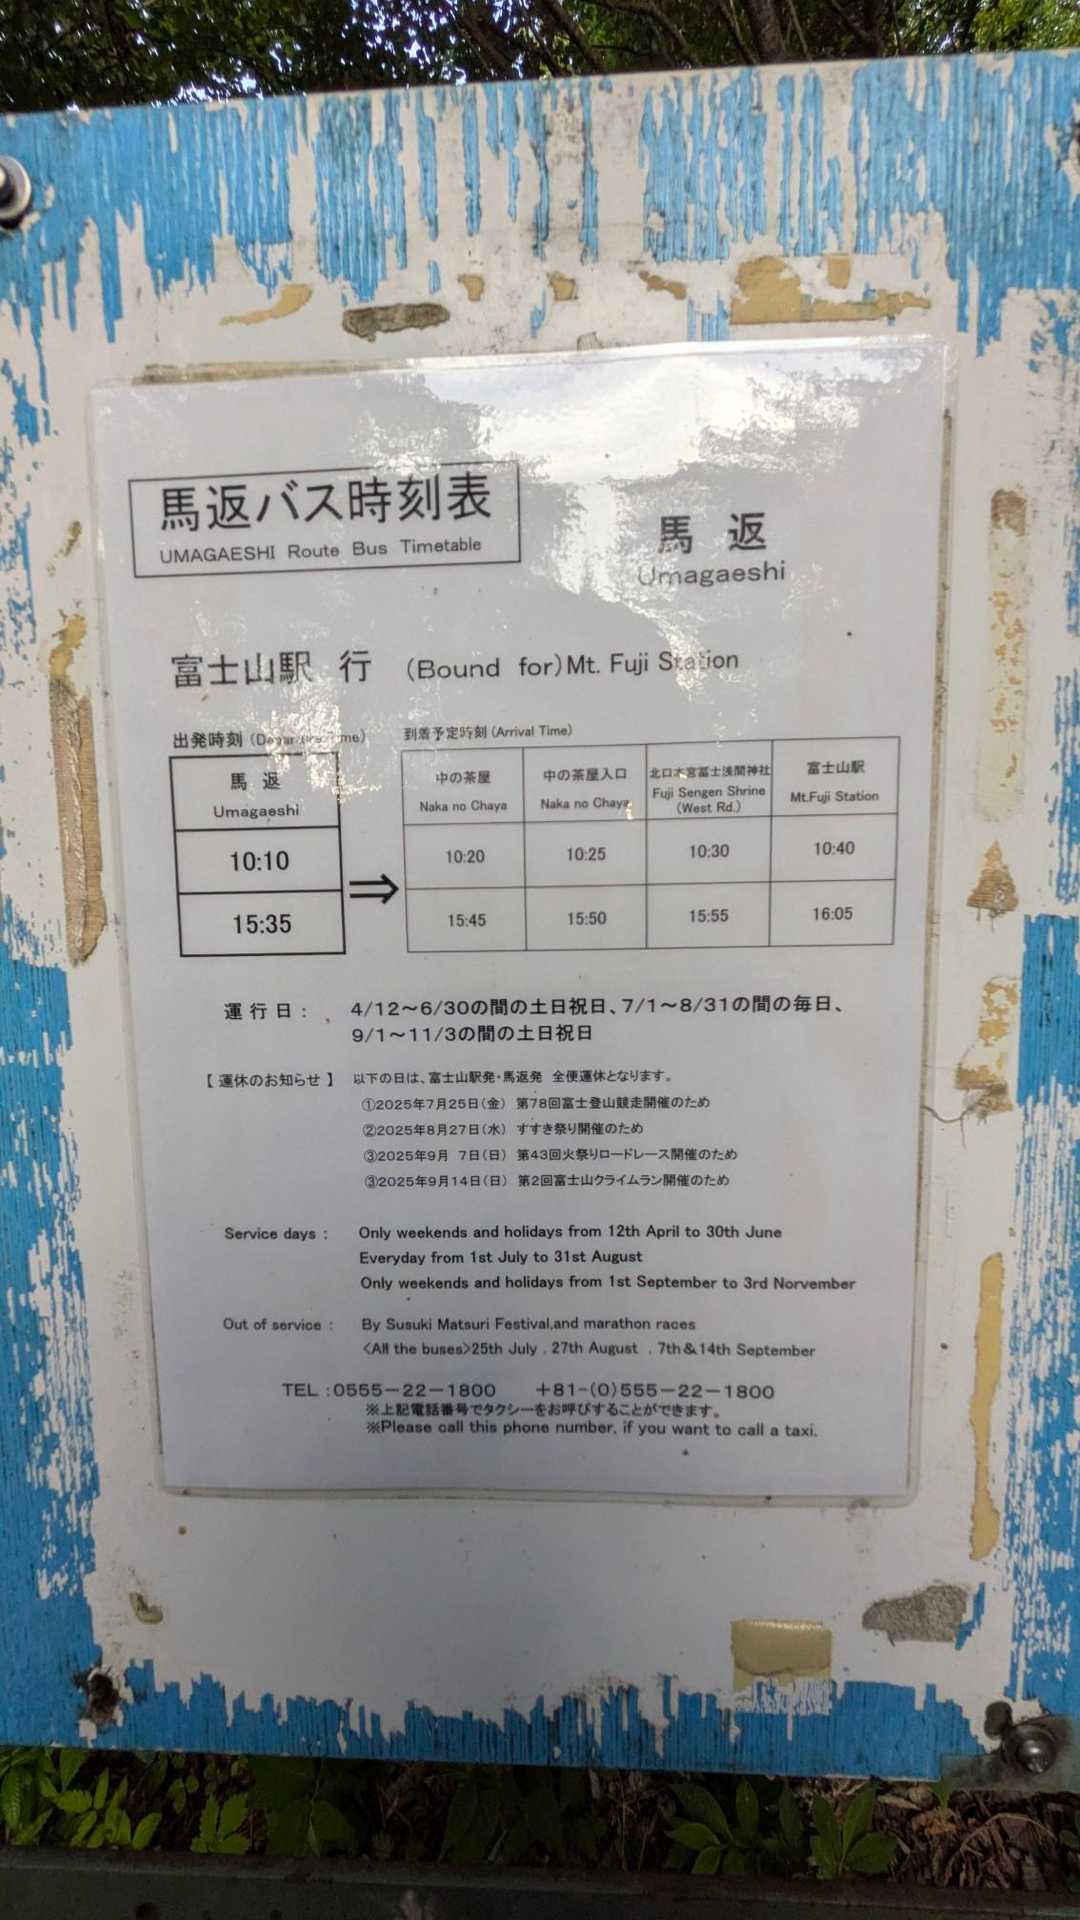 馬返バス時刻表
UMAGAESHI Route Bus Timetable
馬 返
Umagaeshi
富士山駅 行 (Bound for)Mt. Fuji Station
出発時刻 (Departure Time)
到着予定時刻 (Arrival Time)
馬 返
Umagaeshi
10:10
15:35
⇒
中の茶屋 中の茶屋入口 北口本宮冨士浅間神社 富士山駅
Naka no Chaya Naka no Chaya Fuji Sengen Shrine (West Rd.) Mt.Fuji Station
10:20 10:25 10:30 10:40
15:45 15:50 15:55 16:05
運 行 日 : 4/12～6/30の間の土日祝日、7/1～8/31の間の毎日、
9/1～11/3の間の土日祝日
【 運休のお知らせ 】 以下の日は、富士山駅発・馬返発 全便運休となります。
①2025年7月25日(金) 第78回富士登山競走開催のため
②2025年8月27日(水) すすき祭り開催のため
③2025年9月 7日(日) 第43回火祭りロードレース開催のため
③2025年9月14日(日) 第2回富士山クライムラン開催のため
Service days : Only weekends and holidays from 12th April to 30th June
Everyday from 1st July to 31st August
Only weekends and holidays from 1st September to 3rd Norvember
Out of service : By Susuki Matsuri Festival,and marathon races
<All the buses>25th July . 27th August . 7th＆14th September
TEL :0555－22－1800 +81-(0)555－22－1800
※上記電話番号でタクシーをお呼びすることができます。
※Please call this phone number, if you want to call a taxi.